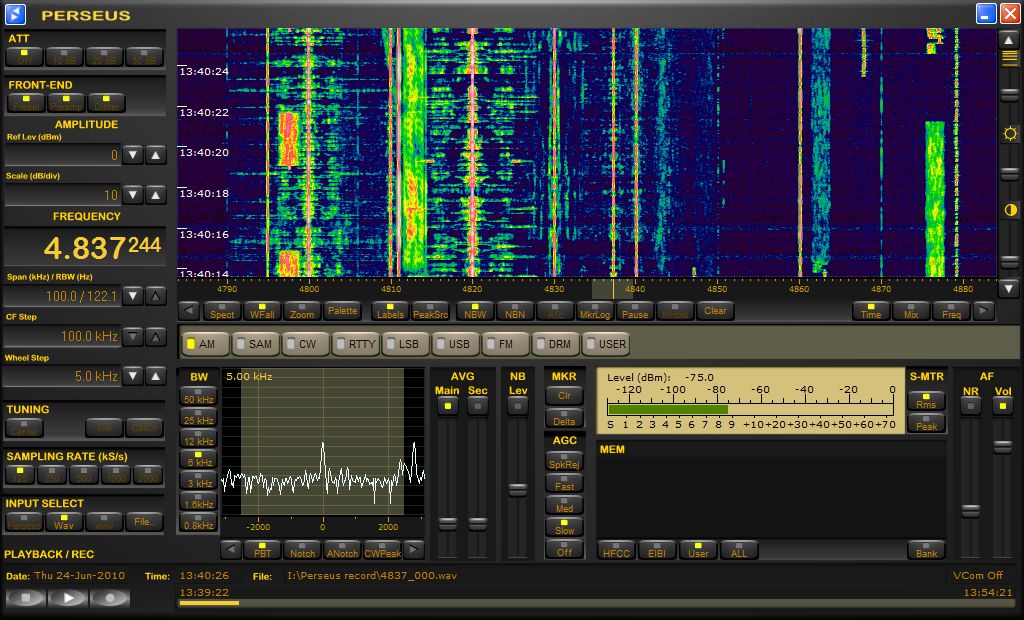 PERSEUS
ATT
Off 10 dB 20 dB 30 dB
FRONT-END
Presel Preamp Dither
AMPLITUDE
Ref Lev (dBm)
0
Scale (dB/div)
10
FREQUENCY
4.837244
Span (kHz) / RBW (Hz)
100.0 / 122.1
CF Step
100.0 kHz
Wheel Step
5.0 kHz
TUNING
Center Cal CalClr
SAMPLING RATE (kS/s)
125 250 500 1000 2000
INPUT SELECT
Perseus Wav www File..
13:40:24
13:40:22
13:40:20
13:40:18
13:40:16
13:40:14
4790 4800 4810 4820 4830 4840 4850 4860 4870 4880
Spect WFall Zoom Palette Labels PeakSrc NBW NBN MkrLog Pause MHold Clear Time Mix Freq
AM SAM CW RTTY LSB USB FM DRM USER
BW
50 kHz
25 kHz
12 kHz
6 kHz
3 kHz
1.6kHz
0.8kHz
5.00 kHz
-2000 0 2000
PBT Notch ANotch CWPeak
AVG
Main Sec
NB
Lev
MKR
Clr
Delta
AGC
SpkRej
Fast
Med
Slow
Off
Level (dBm): -75.0
-120 -100 -80 -60 -40 -20 0
S 1 2 3 4 5 6 7 8 9 +10+20+30+40+50+60+70
S-MTR
Rms
Peak
AF
NR Vol
MEM
HFCC EIBI User ALL Bank
PLAYBACK / REC
Date: Thu 24-Jun-2010 Time: 13:40:26 File: I:\Perseus record\4837_000.wav VCom Off
13:39:22 13:54:21